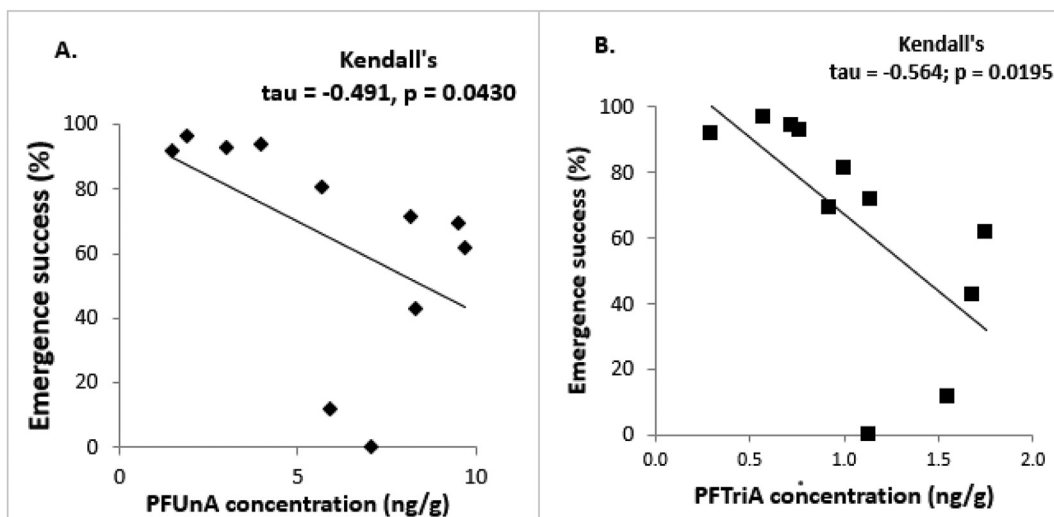 A.
Kendall's
tau = -0.491, p = 0.0430
Emergence success (%)
100
80
60
40
20
0
0
5
10
PFUnA concentration (ng/g)
B.
Kendall's
tau = -0.564; p = 0.0195
Emergence success (%)
100
80
60
40
20
0
0.0
0.5
1.0
1.5
2.0
PFTriA concentration (ng/g)